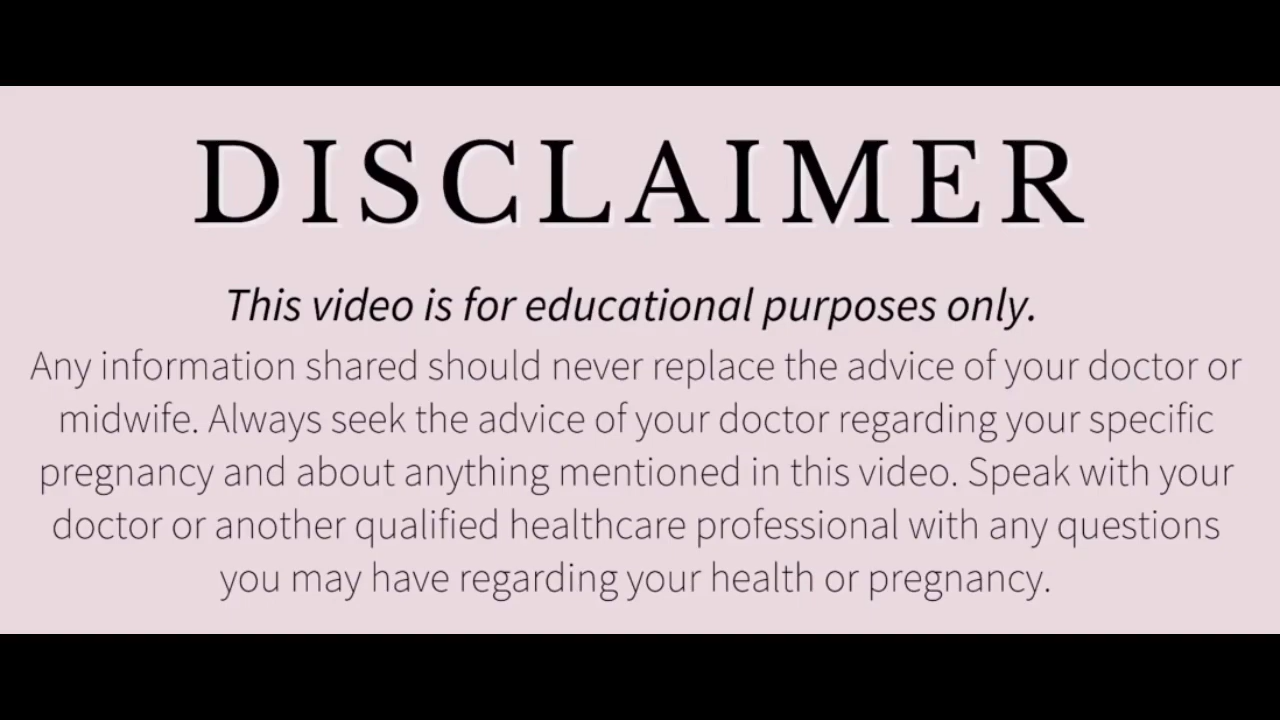 DISCLAIMER
This video is for educational purposes only.
Any information shared should never replace the advice of your doctor or
midwife. Always seek the advice of your doctor regarding your specific
pregnancy and about anything mentioned in this video. Speak with your
doctor or another qualified healthcare professional with any questions
you may have regarding your health or pregnancy.